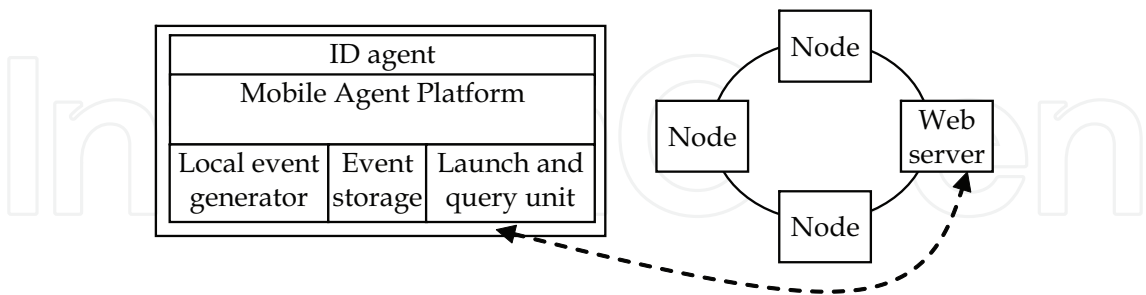 ID agent
Mobile Agent Platform
Local event
generator
Event
storage
Launch and
query unit
Node
Node
Web
server
Node